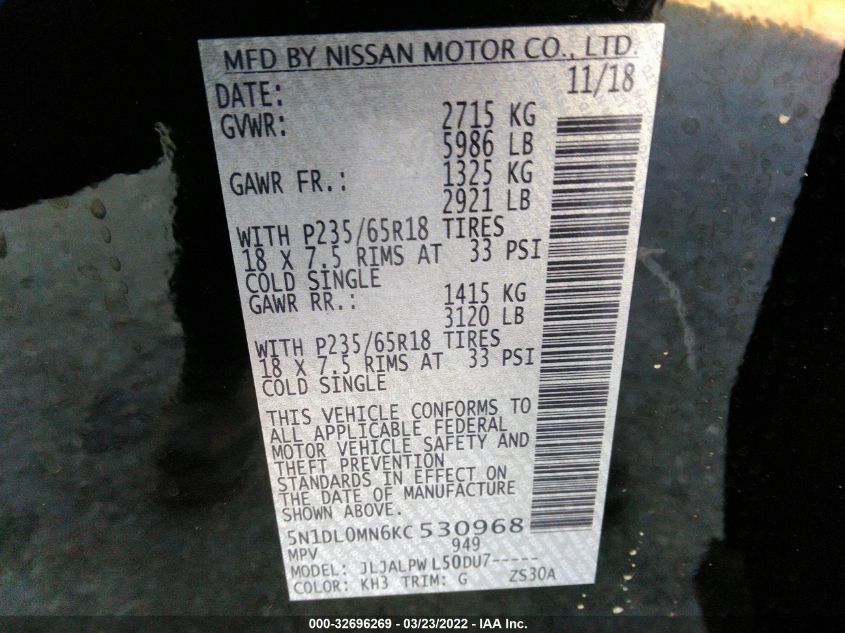 MFD BY NISSAN MOTOR CO., LTD.
DATE: 11/18
GVWR: 2715 KG
5986 LB
GAWR FR.: 1325 KG
2921 LB
WITH P235/65R18 TIRES
18 X 7.5 RIMS AT 33 PSI
COLD SINGLE
GAWR RR.: 1415 KG
3120 LB
WITH P235/65R18 TIRES
18 X 7.5 RIMS AT 33 PSI
COLD SINGLE
THIS VEHICLE CONFORMS TO
ALL APPLICABLE FEDERAL
MOTOR VEHICLE SAFETY AND
THEFT PREVENTION
STANDARDS IN EFFECT ON
THE DATE OF MANUFACTURE
SHOWN ABOVE.
5N1DL0MN6KC530968
MPV 949
MODEL: JLJALPWL50DU7-----
COLOR: KH3 TRIM: G ZS30A
000-32696269 - 03/23/2022 - IAA Inc.